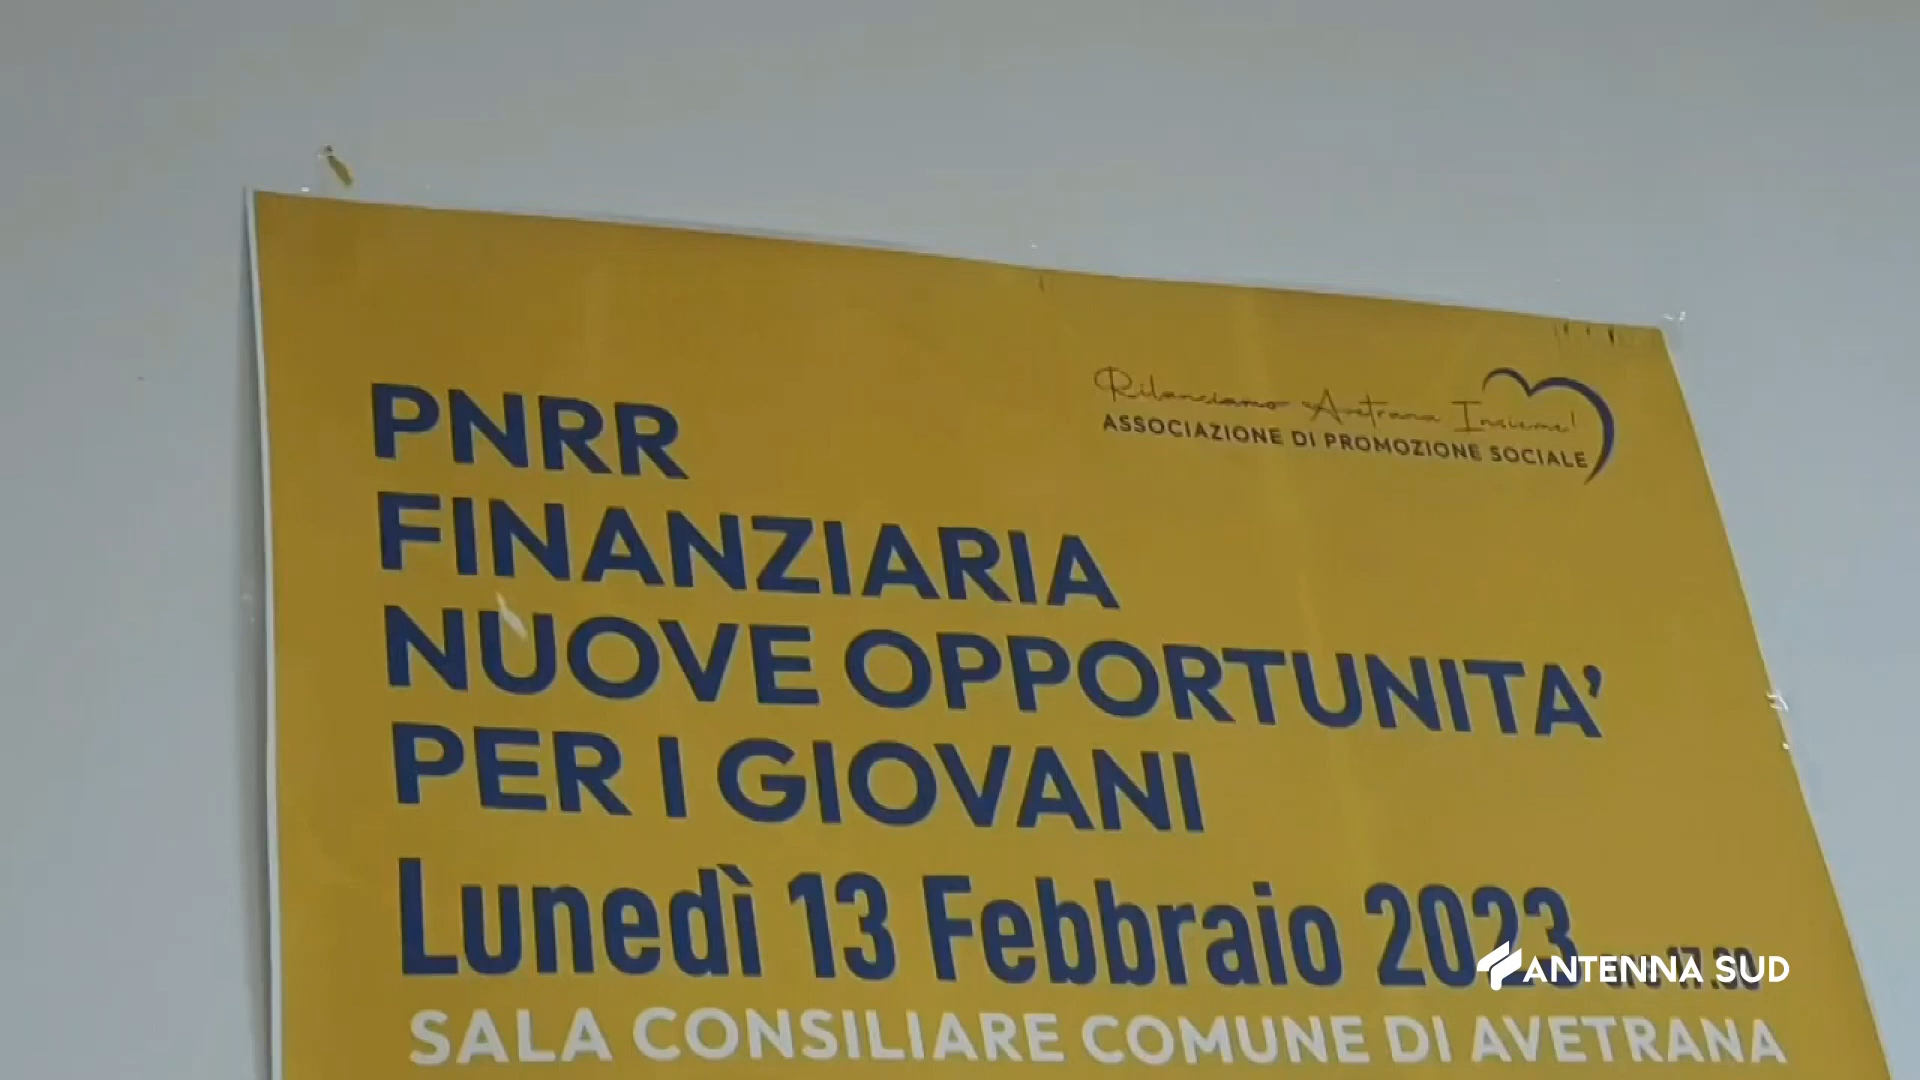 Rilanciamo Avetrana Insieme!
ASSOCIAZIONE DI PROMOZIONE SOCIALE
PNRR
FINANZIARIA
NUOVE OPPORTUNITA'
PER I GIOVANI
Lunedì 13 Febbraio 2023
ANTENNA SUD
SALA CONSILIARE COMUNE DI AVETRANA